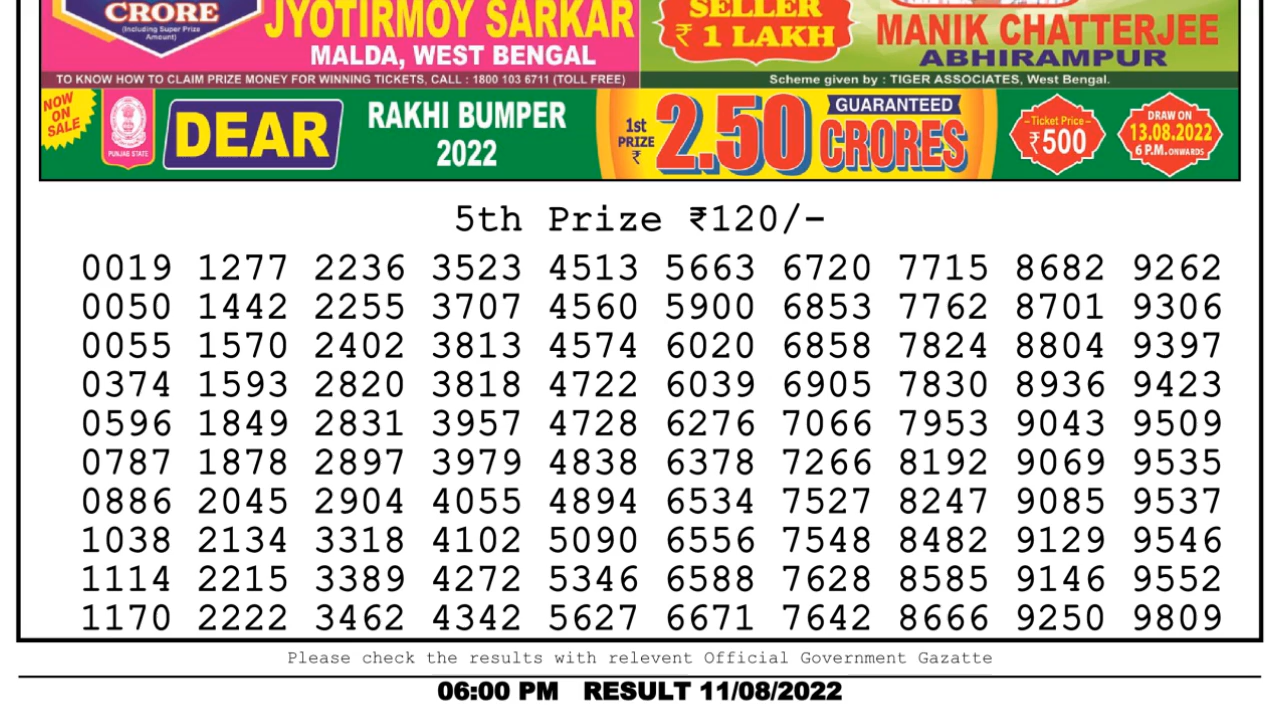 CRORE
(Including Super Prize
Amount)
JYOTIRMOY SARKAR
MALDA, WEST BENGAL
SELLER
₹ 1 LAKH
MANIK CHATTERJEE
ABHIRAMPUR
TO KNOW HOW TO CLAIM PRIZE MONEY FOR WINNING TICKETS, CALL : 1800 103 6711 (TOLL FREE)
Scheme given by : TIGER ASSOCIATES, West Bengal.
NOW
ON
SALE
PUNJAB STATE
DEAR
RAKHI BUMPER
2022
1st
PRIZE
₹
2.50
GUARANTEED
CRORES
Ticket Price
₹500
DRAW ON
13.08.2022
6 P.M. ONWARDS
5th Prize ₹120/-
0019 1277 2236 3523 4513 5663 6720 7715 8682 9262
0050 1442 2255 3707 4560 5900 6853 7762 8701 9306
0055 1570 2402 3813 4574 6020 6858 7824 8804 9397
0374 1593 2820 3818 4722 6039 6905 7830 8936 9423
0596 1849 2831 3957 4728 6276 7066 7953 9043 9509
0787 1878 2897 3979 4838 6378 7266 8192 9069 9535
0886 2045 2904 4055 4894 6534 7527 8247 9085 9537
1038 2134 3318 4102 5090 6556 7548 8482 9129 9546
1114 2215 3389 4272 5346 6588 7628 8585 9146 9552
1170 2222 3462 4342 5627 6671 7642 8666 9250 9809
Please check the results with relevent Official Government Gazatte
06:00 PM RESULT 11/08/2022